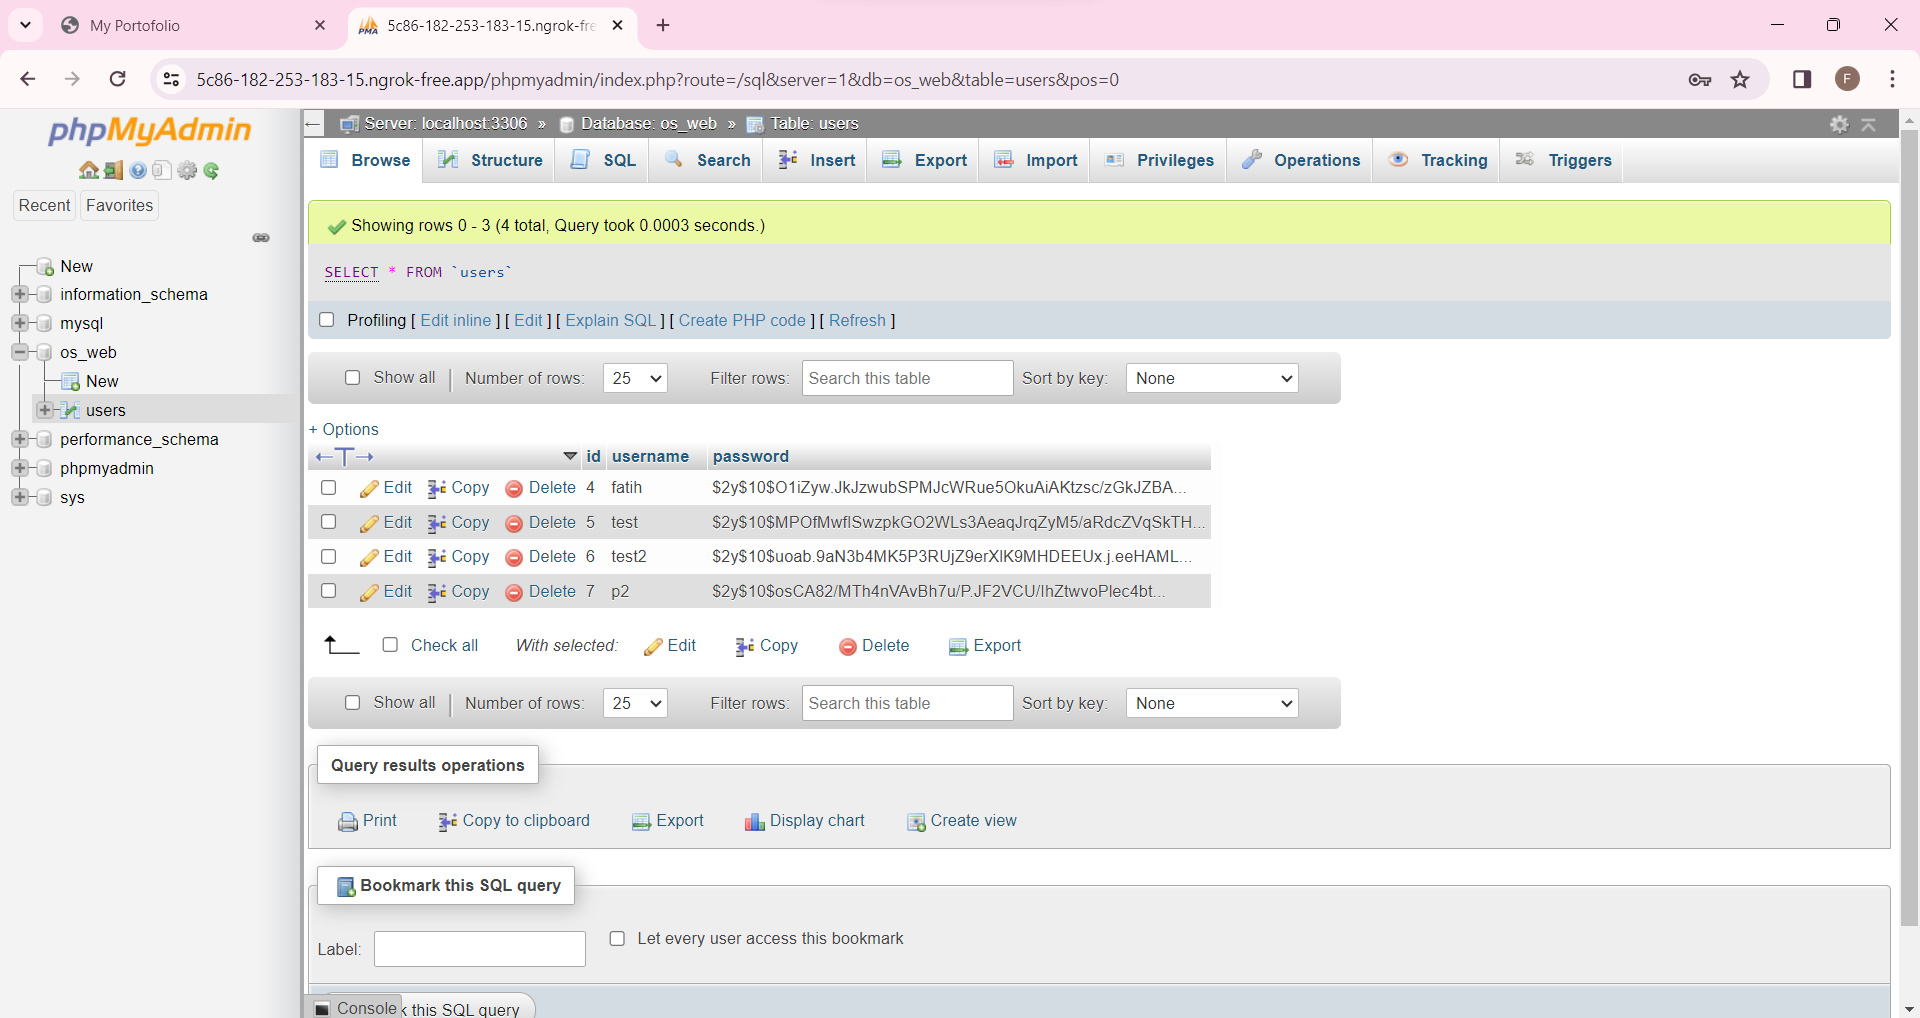 My Portofolio
5c86-182-253-183-15.ngrok-fre
5c86-182-253-183-15.ngrok-free.app/phpmyadmin/index.php?route=/sql&server=1&db=os_web&table=users&pos=0
F
phpMyAdmin
Recent Favorites
New
information_schema
mysql
os_web
New
users
performance_schema
phpmyadmin
sys
Server: localhost:3306 » Database: os_web » Table: users
Browse Structure SQL Search Insert Export Import Privileges Operations Tracking Triggers
Showing rows 0 - 3 (4 total, Query took 0.0003 seconds.)
SELECT * FROM `users`
Profiling [ Edit inline ] [ Edit ] [ Explain SQL ] [ Create PHP code ] [ Refresh ]
Show all Number of rows: 25 Filter rows: Search this table Sort by key: None
+ Options
←T→ id username password
Edit Copy Delete 4 fatih $2y$10$O1iZyw.JkJzwubSPMJcWRue5OkuAiAKtzsc/zGkJZBA...
Edit Copy Delete 5 test $2y$10$MPOfMwflSwzpkGO2WLs3AeaqJrqZyM5/aRdcZVqSkTH...
Edit Copy Delete 6 test2 $2y$10$uoab.9aN3b4MK5P3RUjZ9erXlK9MHDEEUx.j.eeHAML...
Edit Copy Delete 7 p2 $2y$10$osCA82/MTh4nVAvBh7u/P.JF2VCU/lhZtwvoPlec4bt...
Check all With selected: Edit Copy Delete Export
Show all Number of rows: 25 Filter rows: Search this table Sort by key: None
Query results operations
Print Copy to clipboard Export Display chart Create view
Bookmark this SQL query
Label: Let every user access this bookmark
Console k this SQL query